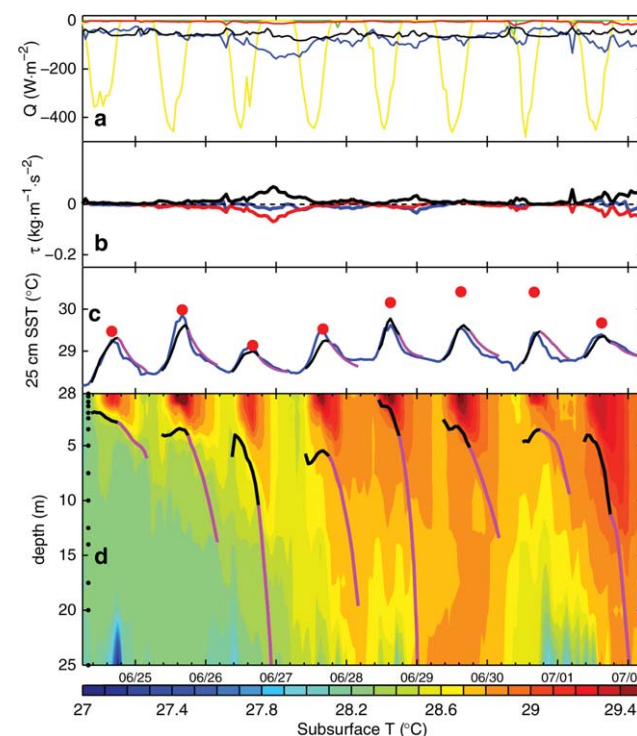 0
−200
−400
Q (W·m−2)
a
0
−0.2
τ (kg·m−1·s−2)
b
30
29
28
25 cm SST (°C)
c
5
10
15
20
25
depth (m)
d
06/25 06/26 06/27 06/28 06/29 06/30 07/01 07/0
27 27.4 27.8 28.2 28.6 29 29.4
Subsurface T (°C)